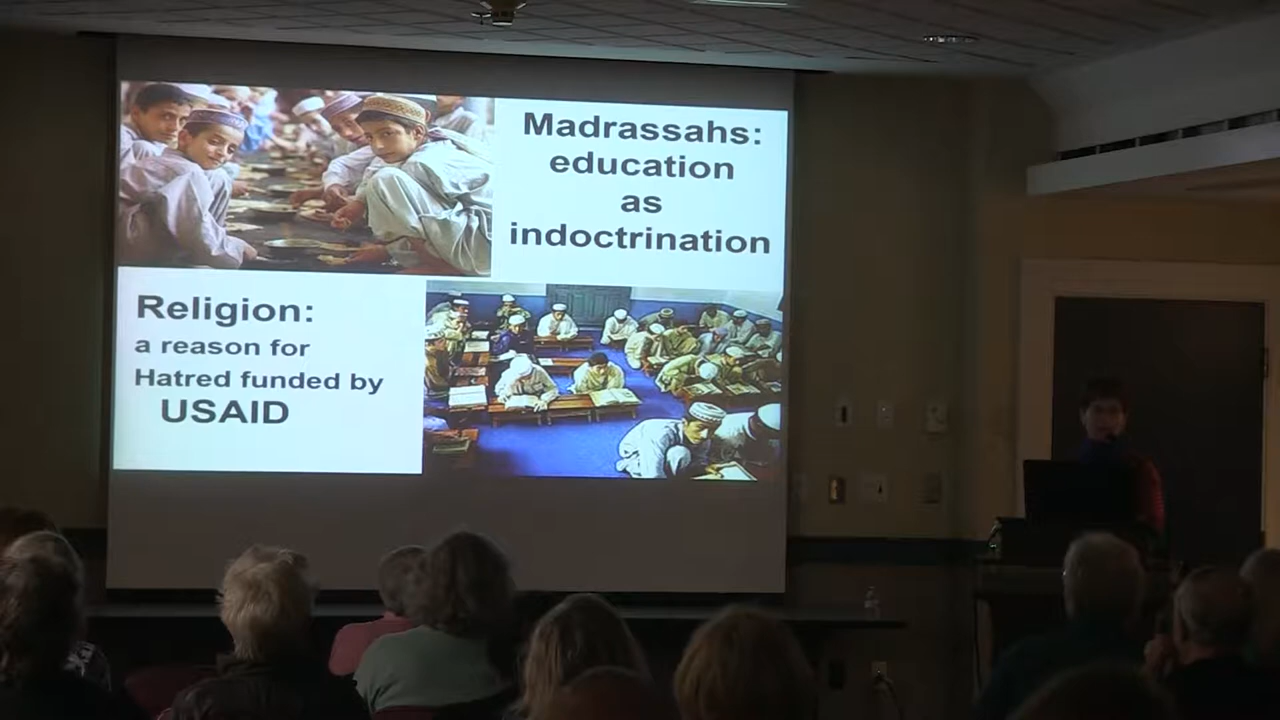 Madrassahs:
education
as
indoctrination
Religion:
a reason for
Hatred funded by
USAID